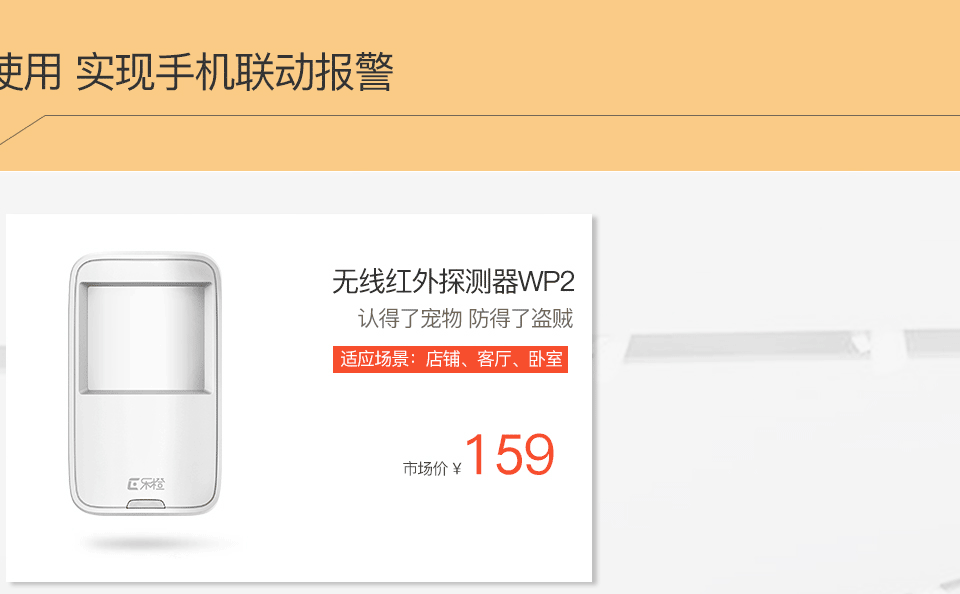 使用 实现手机联动报警
无线红外探测器WP2
认得了宠物 防得了盗贼
适应场景：店铺、客厅、卧室
市场价 ¥ 159
乐橙